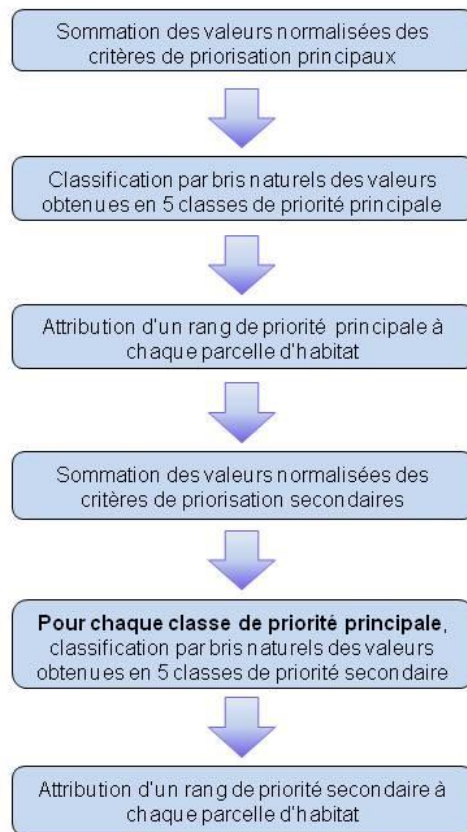 Sommation des valeurs normalisées des
critères de priorisation principaux
Classification par bris naturels des valeurs
obtenues en 5 classes de priorité principale
Attribution d'un rang de priorité principale à
chaque parcelle d'habitat
Sommation des valeurs normalisées des
critères de priorisation secondaires
Pour chaque classe de priorité principale,
classification par bris naturels des valeurs
obtenues en 5 classes de priorité secondaire
Attribution d'un rang de priorité secondaire à
chaque parcelle d'habitat